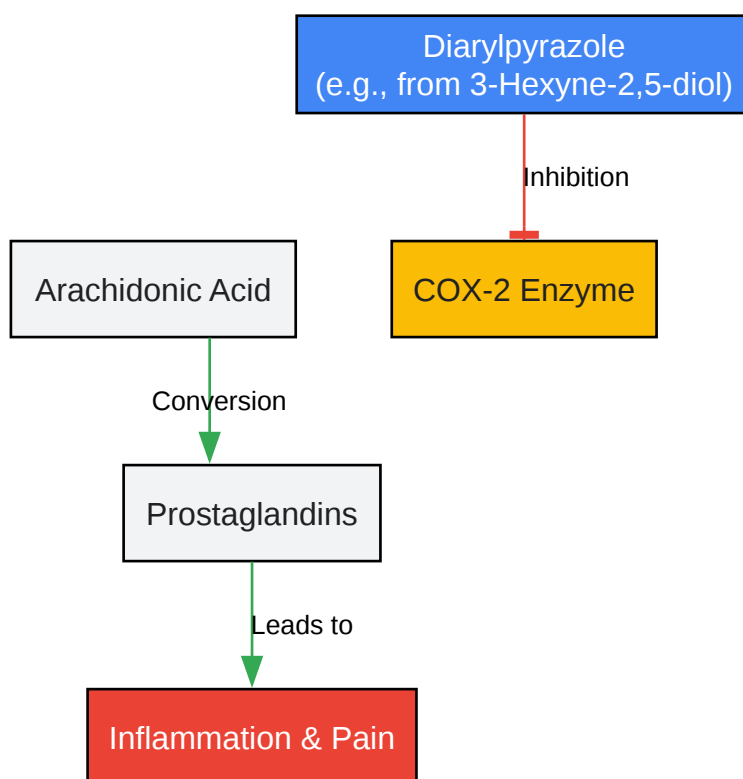 Diarylpyrazole
(e.g., from 3-Hexyne-2,5-diol)
Inhibition
Arachidonic Acid
COX-2 Enzyme
Conversion
Prostaglandins
Leads to
Inflammation & Pain